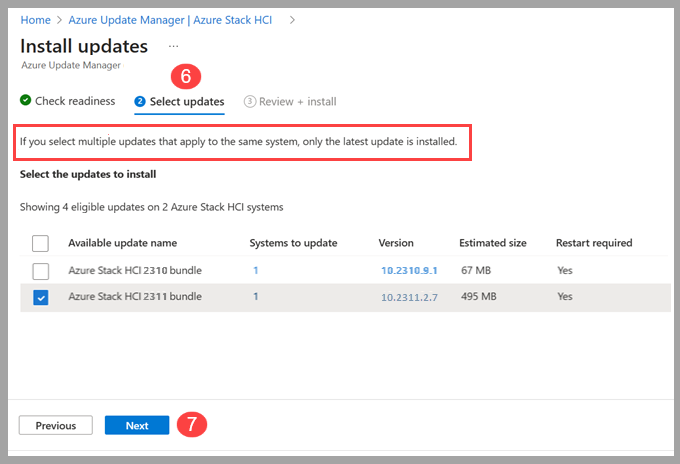 Home > Azure Update Manager | Azure Stack HCI >
Install updates ...
Azure Update Manager
6
Check readiness 2 Select updates 3 Review + install
If you select multiple updates that apply to the same system, only the latest update is installed.
Select the updates to install
Showing 4 eligible updates on 2 Azure Stack HCI systems
Available update name Systems to update Version Estimated size Restart required
Azure Stack HCI 2310 bundle 1 10.2310.9.1 67 MB Yes
Azure Stack HCI 2311 bundle 1 10.2311.2.7 495 MB Yes
Previous Next 7